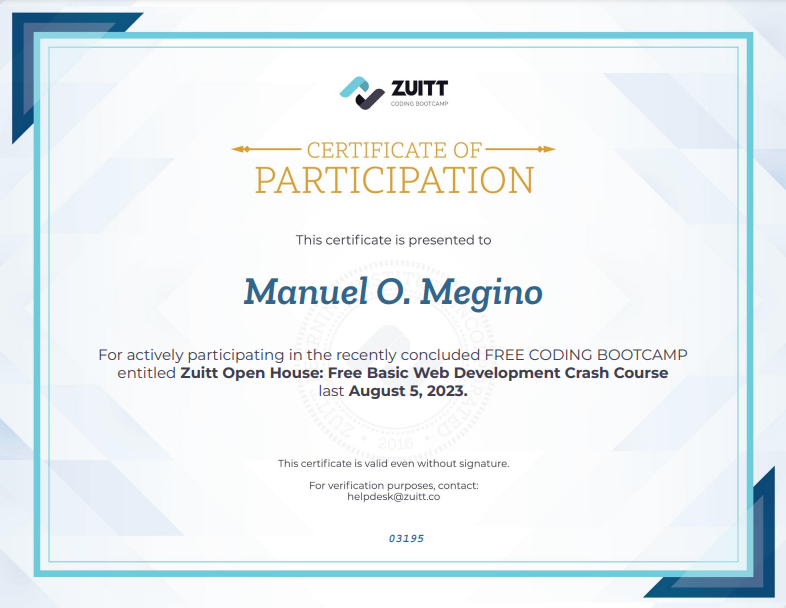 ZUITT
CODING BOOTCAMP
CERTIFICATE OF
PARTICIPATION
This certificate is presented to
Manuel O. Megino
For actively participating in the recently concluded FREE CODING BOOTCAMP
entitled Zuitt Open House: Free Basic Web Development Crash Course
last August 5, 2023.
2016
This certificate is valid even without signature.
For verification purposes, contact:
helpdesk@zuitt.co
03195